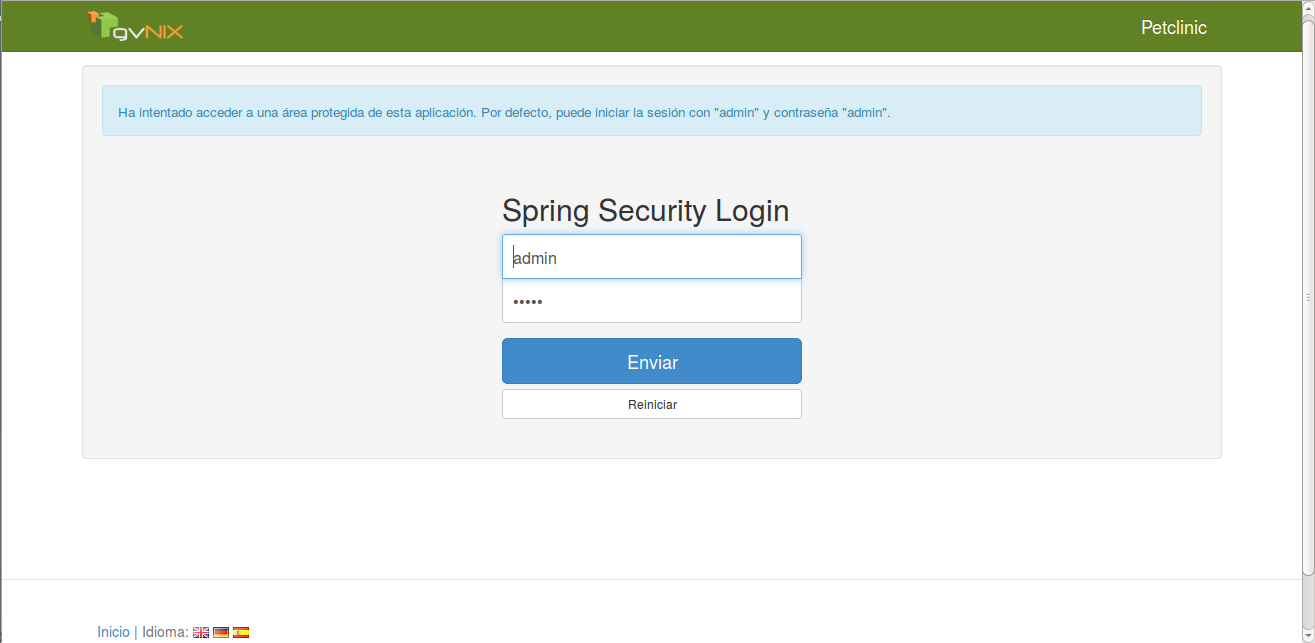 gvNIX
Petclinic
Ha intentado acceder a una área protegida de esta aplicación. Por defecto, puede iniciar la sesión con "admin" y contraseña "admin".
Spring Security Login
admin
•••••
Enviar
Reiniciar
Inicio | Idioma: